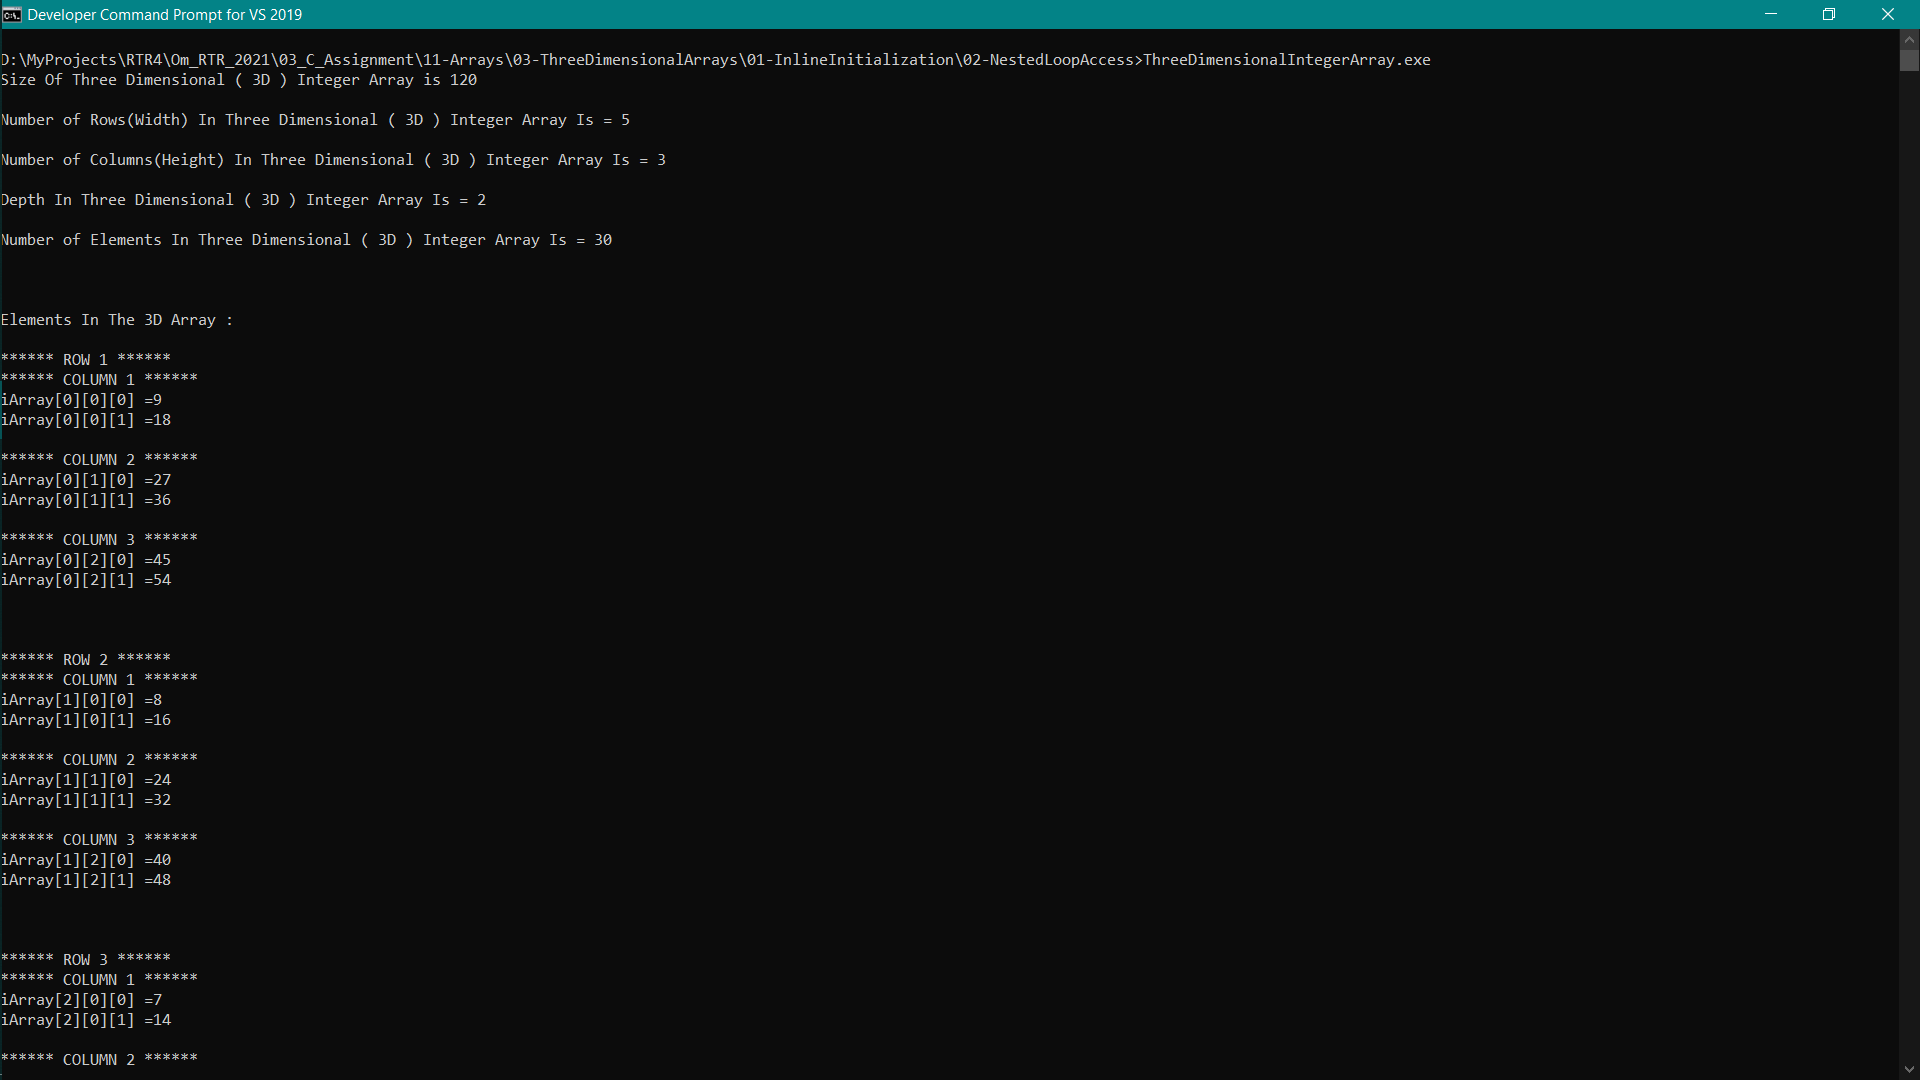 Developer Command Prompt for VS 2019
D:\MyProjects\RTR4\Om_RTR_2021\03_C_Assignment\11-Arrays\03-ThreeDimensionalArrays\01-InlineInitialization\02-NestedLoopAccess>ThreeDimensionalIntegerArray.exe
Size Of Three Dimensional ( 3D ) Integer Array is 120
Number of Rows(Width) In Three Dimensional ( 3D ) Integer Array Is = 5
Number of Columns(Height) In Three Dimensional ( 3D ) Integer Array Is = 3
Depth In Three Dimensional ( 3D ) Integer Array Is = 2
Number of Elements In Three Dimensional ( 3D ) Integer Array Is = 30
Elements In The 3D Array :
****** ROW 1 ******
****** COLUMN 1 ******
iArray[0][0][0] =9
iArray[0][0][1] =18
****** COLUMN 2 ******
iArray[0][1][0] =27
iArray[0][1][1] =36
****** COLUMN 3 ******
iArray[0][2][0] =45
iArray[0][2][1] =54
****** ROW 2 ******
****** COLUMN 1 ******
iArray[1][0][0] =8
iArray[1][0][1] =16
****** COLUMN 2 ******
iArray[1][1][0] =24
iArray[1][1][1] =32
****** COLUMN 3 ******
iArray[1][2][0] =40
iArray[1][2][1] =48
****** ROW 3 ******
****** COLUMN 1 ******
iArray[2][0][0] =7
iArray[2][0][1] =14
****** COLUMN 2 ******